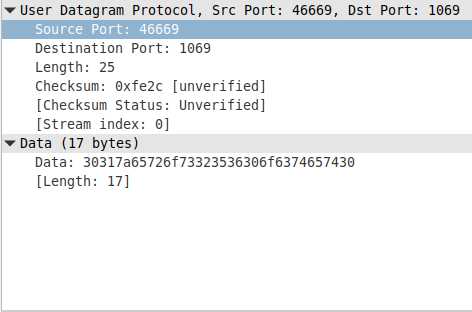 User Datagram Protocol, Src Port: 46669, Dst Port: 1069
Source Port: 46669
Destination Port: 1069
Length: 25
Checksum: 0xfe2c [unverified]
[Checksum Status: Unverified]
[Stream index: 0]
Data (17 bytes)
Data: 30317a65726f73323536306f6374657430
[Length: 17]